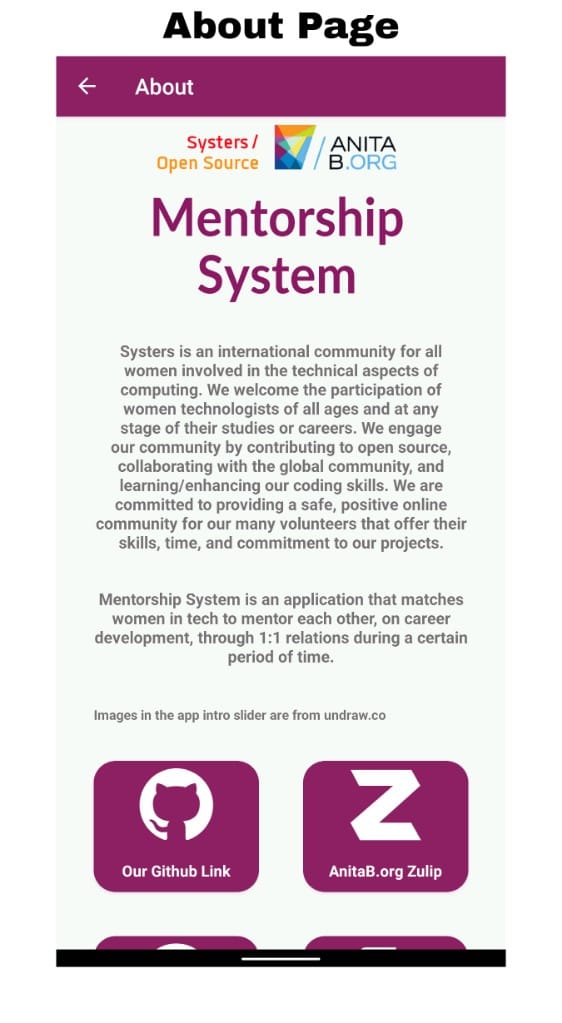 About Page
About
Systers /
Open Source
ANITA
B.ORG
Mentorship
System
Systers is an international community for all
women involved in the technical aspects of
computing. We welcome the participation of
women technologists of all ages and at any
stage of their studies or careers. We engage
our community by contributing to open source,
collaborating with the global community, and
learning/enhancing our coding skills. We are
committed to providing a safe, positive online
community for our many volunteers that offer their
skills, time, and commitment to our projects.
Mentorship System is an application that matches
women in tech to mentor each other, on career
development, through 1:1 relations during a certain
period of time.
Images in the app intro slider are from undraw.co
Our Github Link
AnitaB.org Zulip